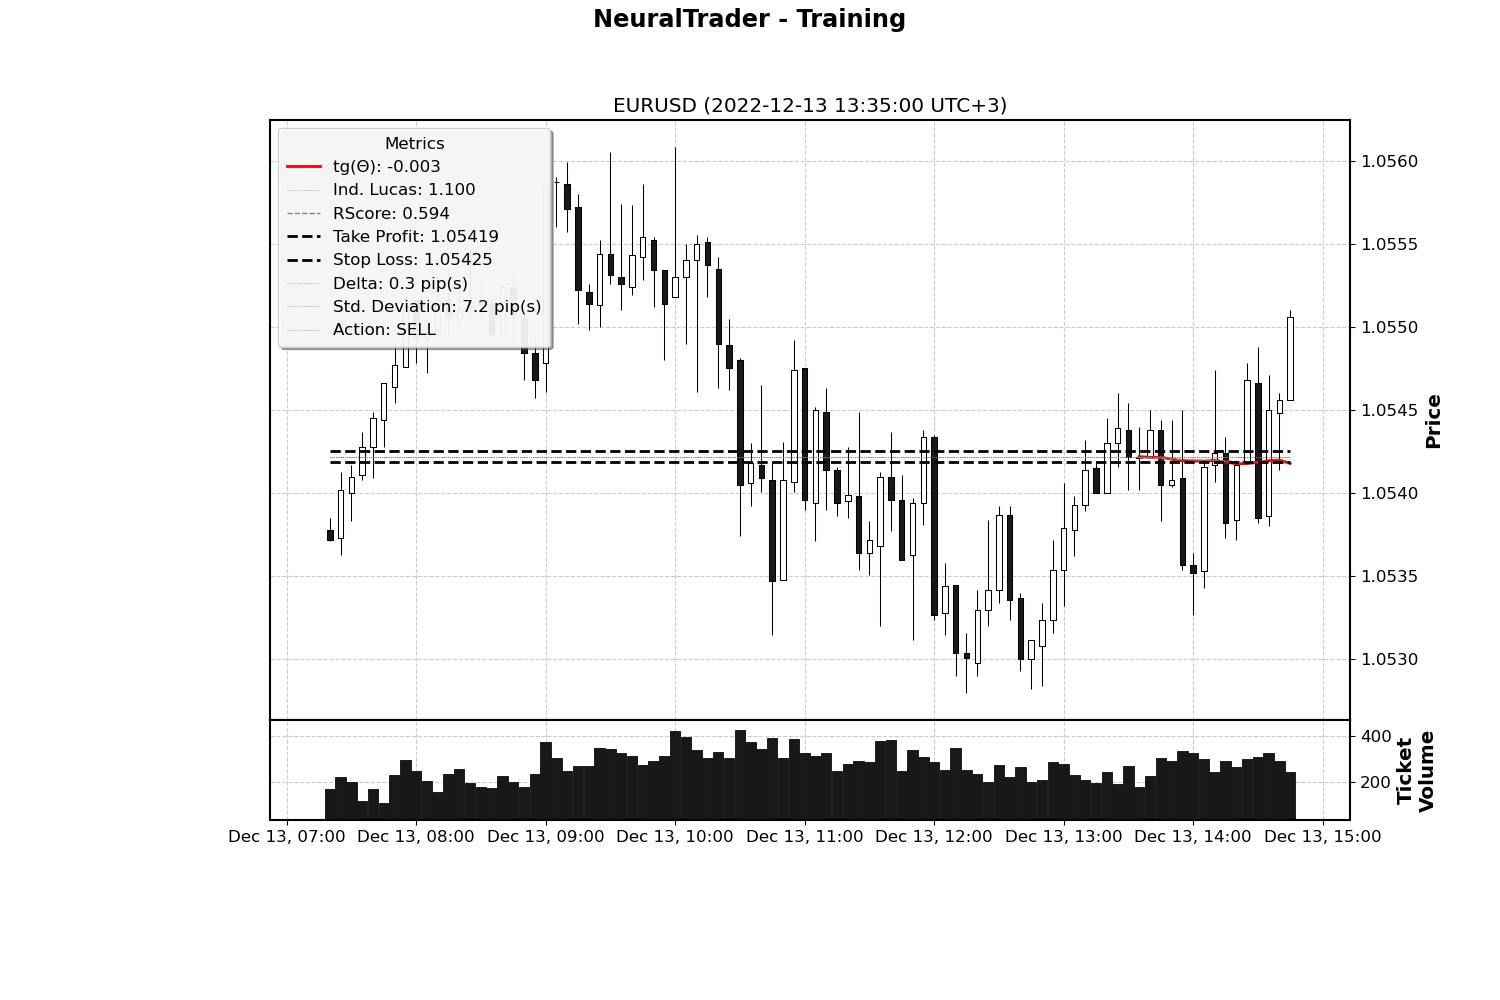 NeuralTrader - Training
EURUSD (2022-12-13 13:35:00 UTC+3)
Metrics
tg(Θ): -0.003
Ind. Lucas: 1.100
RScore: 0.594
Take Profit: 1.05419
Stop Loss: 1.05425
Delta: 0.3 pip(s)
Std. Deviation: 7.2 pip(s)
Action: SELL
1.0560
1.0555
1.0550
1.0545
1.0540
1.0535
1.0530
Price
400
200
Ticket
Volume
Dec 13, 07:00
Dec 13, 08:00
Dec 13, 09:00
Dec 13, 10:00
Dec 13, 11:00
Dec 13, 12:00
Dec 13, 13:00
Dec 13, 14:00
Dec 13, 15:00